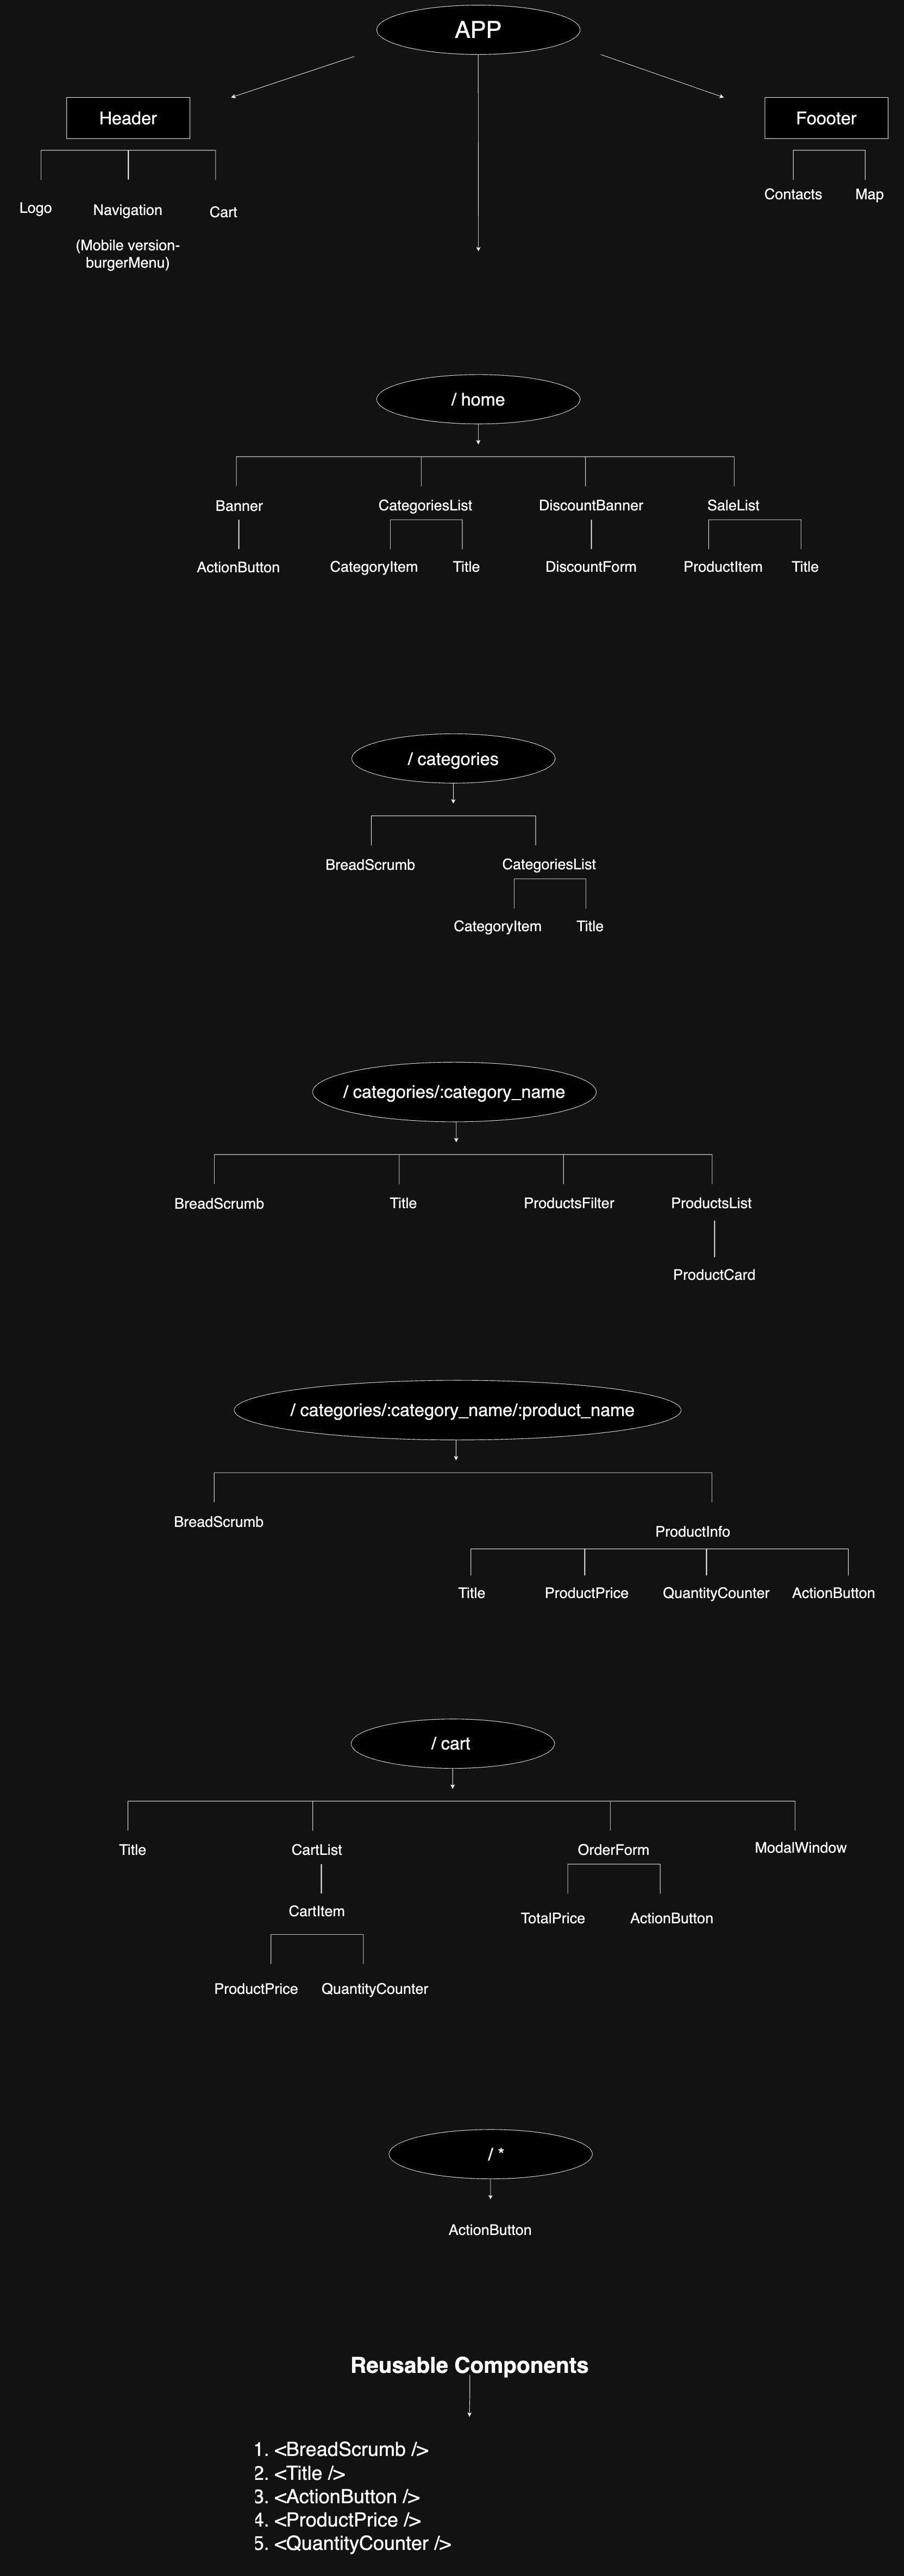 APP
Header
Foooter
Logo
Navigation
Cart
Contacts
Map
(Mobile version-
burgerMenu)
/ home
Banner
CategoriesList
DiscountBanner
SaleList
ActionButton
CategoryItem
Title
DiscountForm
ProductItem
Title
/ categories
BreadScrumb
CategoriesList
CategoryItem
Title
/ categories/:category_name
BreadScrumb
Title
ProductsFilter
ProductsList
ProductCard
/ categories/:category_name/:product_name
BreadScrumb
ProductInfo
Title
ProductPrice
QuantityCounter
ActionButton
/ cart
Title
CartList
OrderForm
ModalWindow
CartItem
TotalPrice
ActionButton
ProductPrice
QuantityCounter
/ *
ActionButton
Reusable Components
1. <BreadScrumb />
2. <Title />
3. <ActionButton />
4. <ProductPrice />
5. <QuantityCounter />